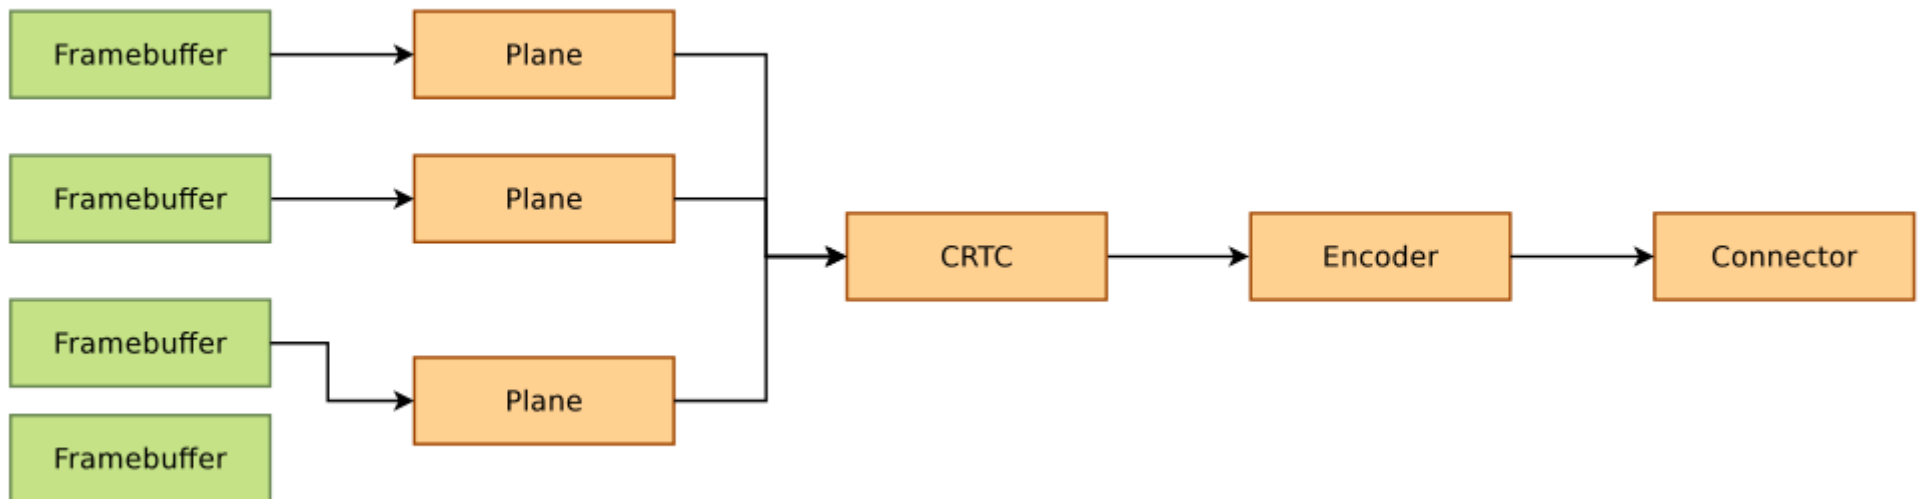 Framebuffer
Plane
Framebuffer
Plane
CRTC
Encoder
Connector
Framebuffer
Plane
Framebuffer